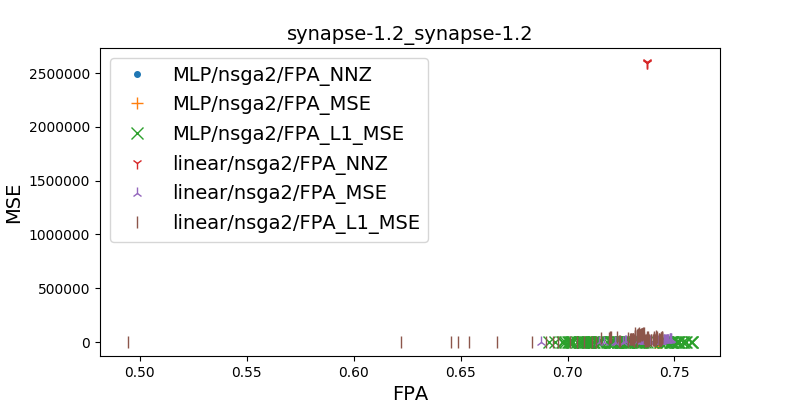 synapse-1.2_synapse-1.2
MSE
2500000
2000000
1500000
1000000
500000
0
MLP/nsga2/FPA_NNZ
MLP/nsga2/FPA_MSE
MLP/nsga2/FPA_L1_MSE
linear/nsga2/FPA_NNZ
linear/nsga2/FPA_MSE
linear/nsga2/FPA_L1_MSE
0.50 0.55 0.60 0.65 0.70 0.75
FPA